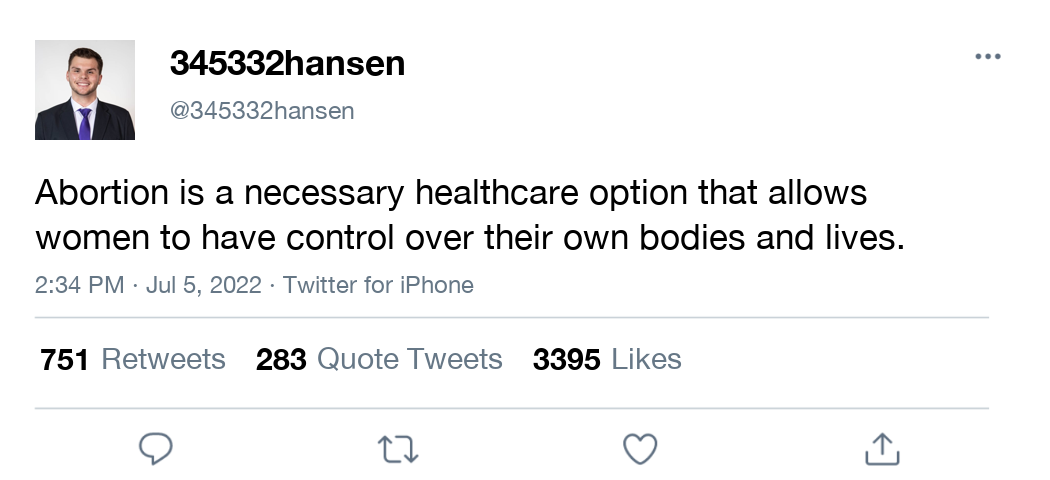 345332hansen
@345332hansen
Abortion is a necessary healthcare option that allows
women to have control over their own bodies and lives.
2:34 PM · Jul 5, 2022 · Twitter for iPhone
751 Retweets 283 Quote Tweets 3395 Likes